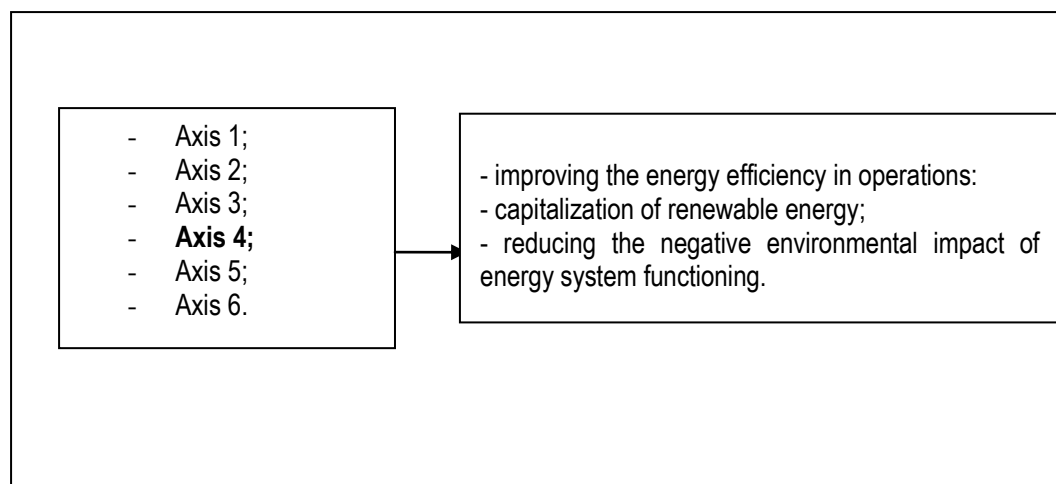 - Axis 1;
- Axis 2;
- Axis 3;
- Axis 4;
- Axis 5;
- Axis 6.
- improving the energy efficiency in operations:
- capitalization of renewable energy;
- reducing the negative environmental impact of
energy system functioning.